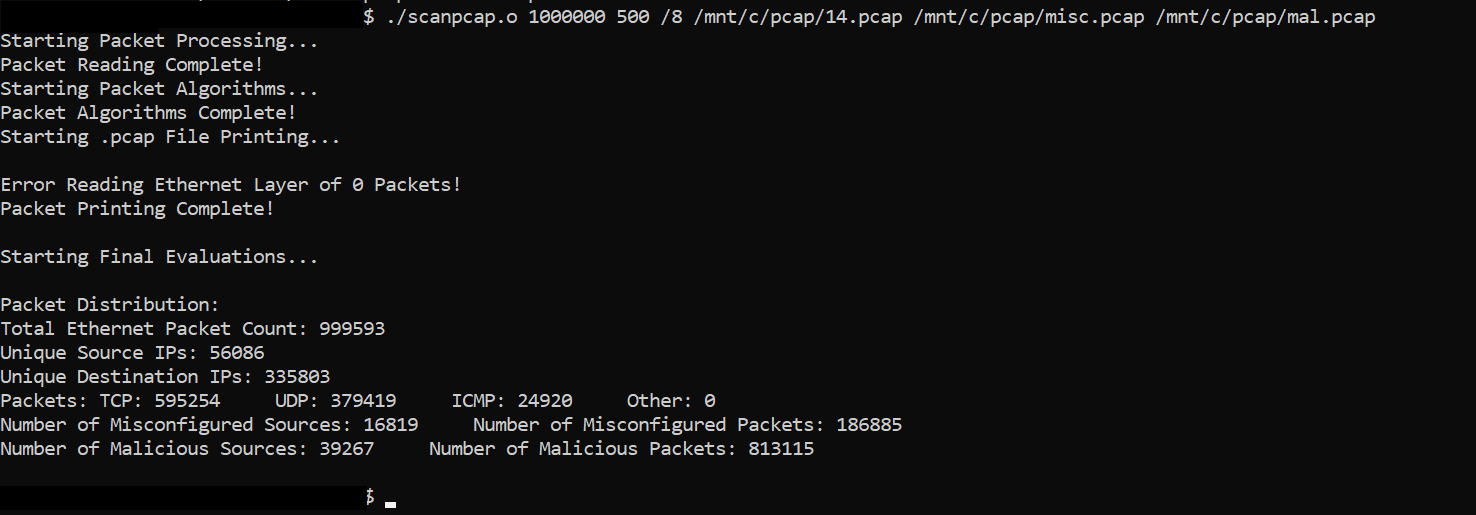 $ ./scanpcap.o 1000000 500 /8 /mnt/c/pcap/14.pcap /mnt/c/pcap/misc.pcap /mnt/c/pcap/mal.pcap
Starting Packet Processing...
Packet Reading Complete!
Starting Packet Algorithms...
Packet Algorithms Complete!
Starting .pcap File Printing...
Error Reading Ethernet Layer of 0 Packets!
Packet Printing Complete!
Starting Final Evaluations...
Packet Distribution:
Total Ethernet Packet Count: 999593
Unique Source IPs: 56086
Unique Destination IPs: 335803
Packets: TCP: 595254     UDP: 379419     ICMP: 24920     Other: 0
Number of Misconfigured Sources: 16819     Number of Misconfigured Packets: 186885
Number of Malicious Sources: 39267     Number of Malicious Packets: 813115
$